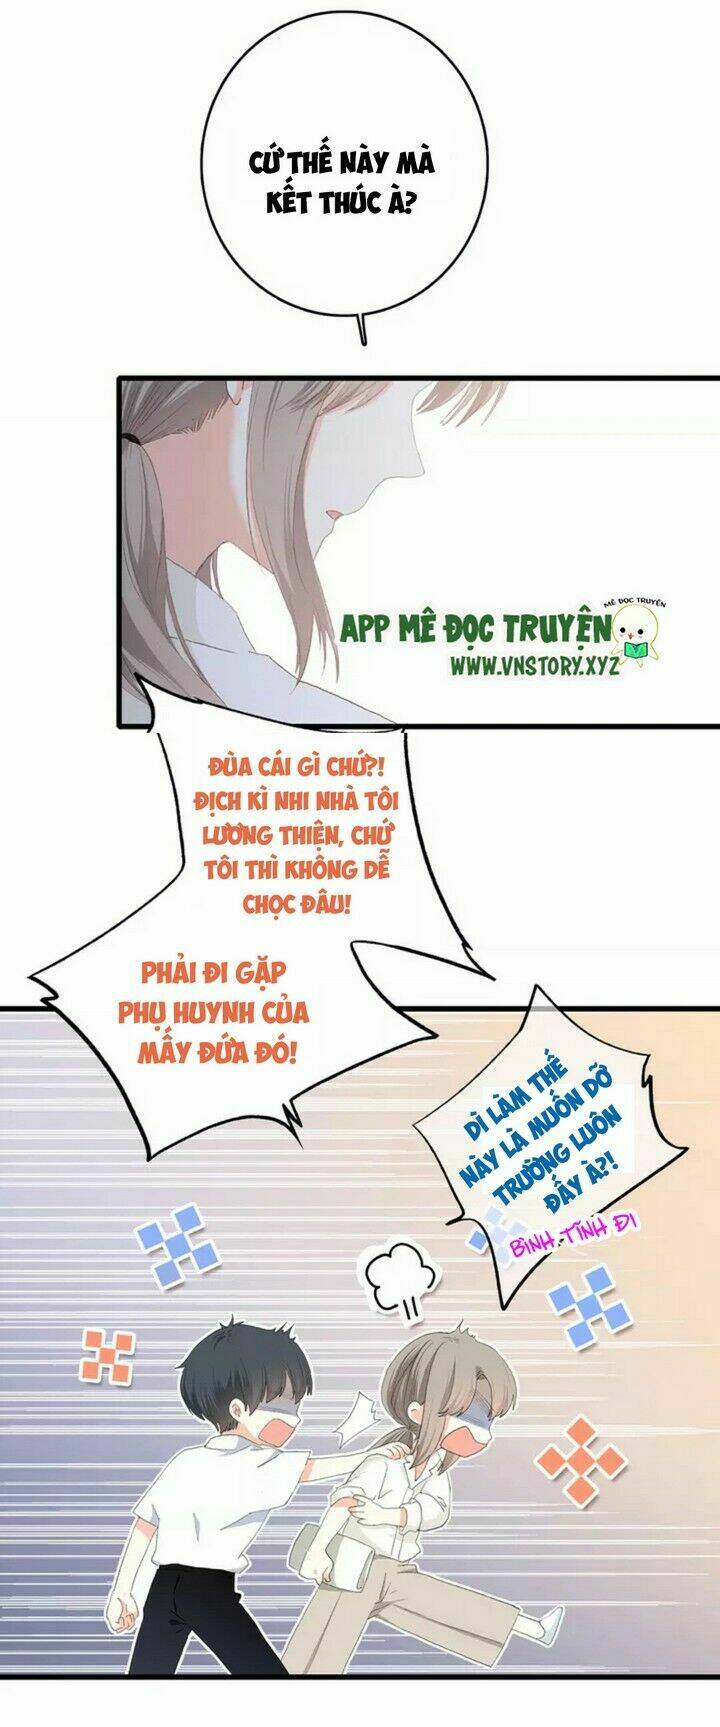 CỨ THẾ NÀY MÀ
KẾT THÚC À?
MÊ ĐỌC TRUYỆN
APP MÊ ĐỌC TRUYỆN
WWW.VNSTORY.XYZ
ĐÙA CÁI GÌ CHỨ?!
ĐỊCH KÌ NHI NHÀ TÔI
LƯƠNG THIỆN, CHỨ
TÔI THÌ KHÔNG DỄ
CHỌC ĐÂU!
PHẢI ĐI GẶP
PHỤ HUYNH CỦA
MẤY ĐỨA ĐÓ!
DÌ LÀM THẾ
NÀY LÀ MUỐN DỠ
TRƯỜNG LUÔN
ĐẤY À?!
BÌNH TĨNH ĐI